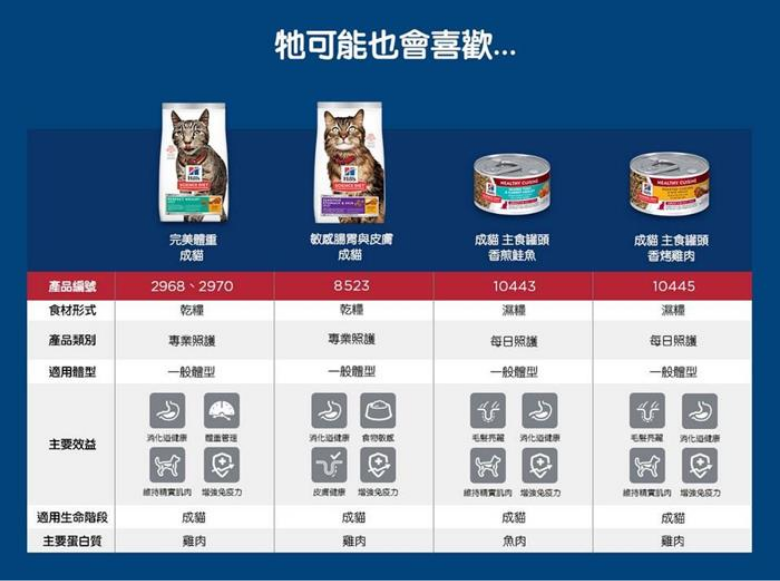 牠可能也會喜歡...
HEALTHY CUISINE
HEALTHY CUISINE
Hill's
Hill's
SCIENCE DIET
SCIENCE DIET
完美體重
成貓
敏感腸胃與皮膚
成貓
成貓 主食罐頭
香煎鮭魚
成貓 主食罐頭
香烤雞肉
產品編號 2968、2970 8523 10443 10445
食材形式 乾糧 乾糧 濕糧 濕糧
產品類別 專業照護 專業照護 每日照護 每日照護
適用體型 一般體型 一般體型 一般體型 一般體型
主要效益
消化道健康 體重管理 消化道健康 食物敏感 毛髮亮麗 消化道健康 毛髮亮麗 消化道健康
維持精實肌肉 增強免疫力 皮膚健康 增強免疫力 維持精實肌肉 增強免疫力 維持精實肌肉 增強免疫力
適用生命階段 成貓 成貓 成貓 成貓
主要蛋白質 雞肉 雞肉 魚肉 雞肉